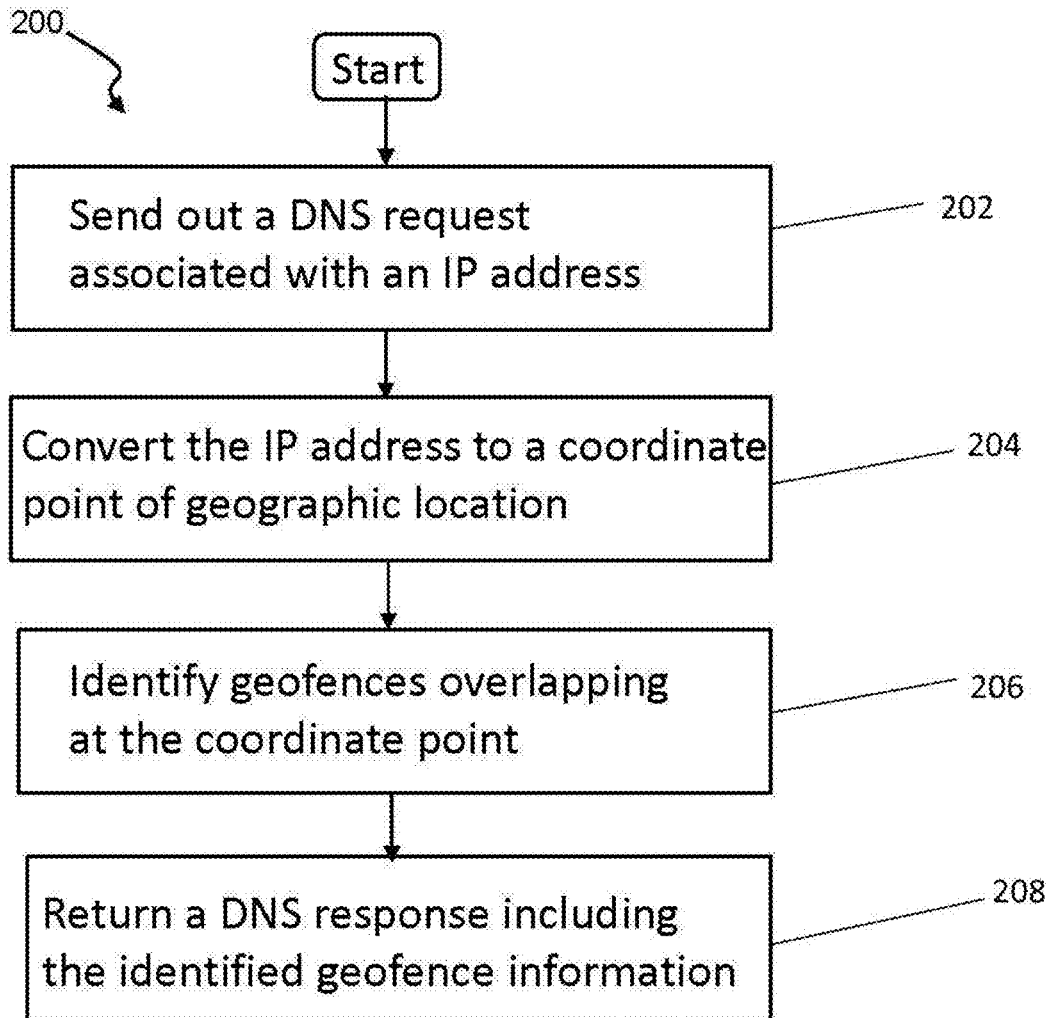 200
Start
Send out a DNS request
associated with an IP address
202
Convert the IP address to a coordinate
point of geographic location
204
Identify geofences overlapping
at the coordinate point
206
Return a DNS response including
the identified geofence information
208